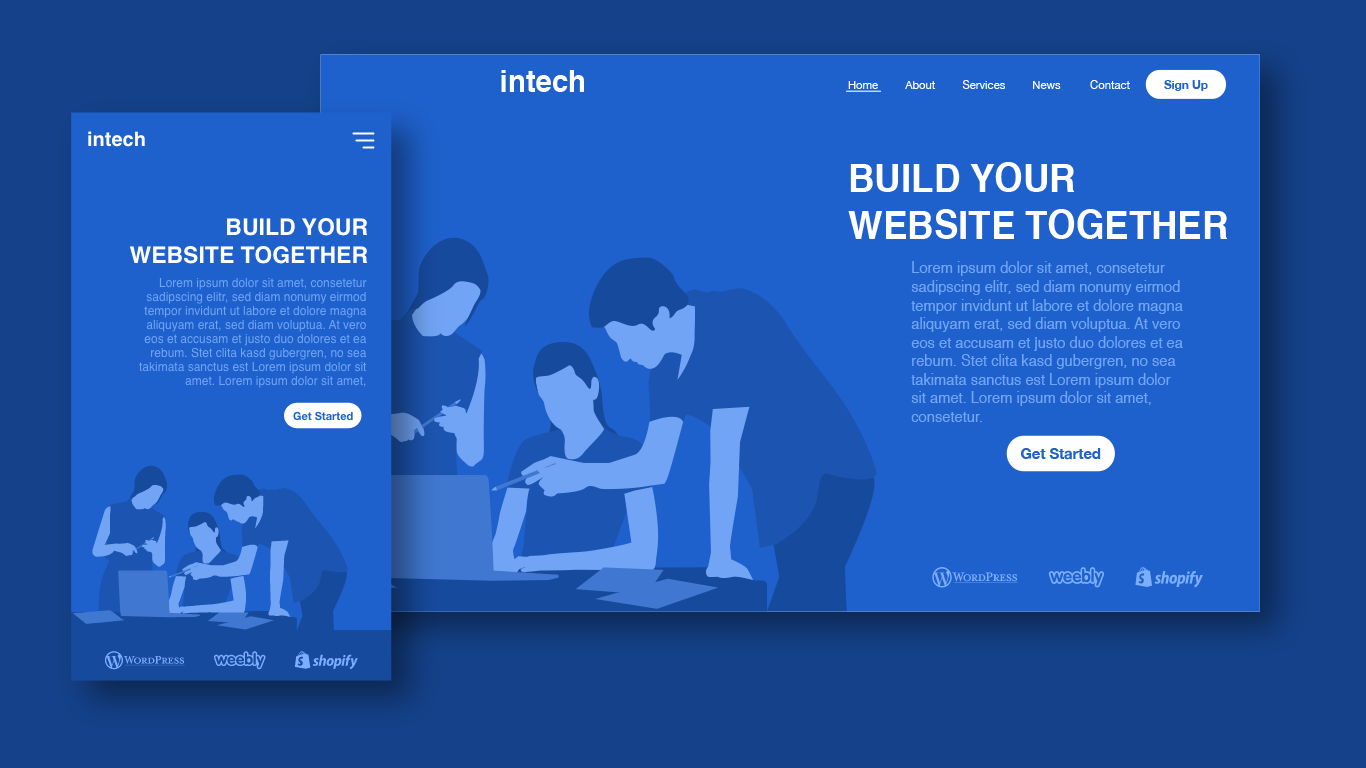 intech
BUILD YOUR
WEBSITE TOGETHER
Lorem ipsum dolor sit amet, consetetur
sadipscing elitr, sed diam nonumy eirmod
tempor invidunt ut labore et dolore magna
aliquyam erat, sed diam voluptua. At vero
eos et accusam et justo duo dolores et ea
rebum. Stet clita kasd gubergren, no sea
takimata sanctus est Lorem ipsum dolor sit
amet. Lorem ipsum dolor sit amet,
Get Started
WORDPRESS weebly shopify
intech
Home About Services News Contact Sign Up
BUILD YOUR
WEBSITE TOGETHER
Lorem ipsum dolor sit amet, consetetur
sadipscing elitr, sed diam nonumy eirmod
tempor invidunt ut labore et dolore magna
aliquyam erat, sed diam voluptua. At vero
eos et accusam et justo duo dolores et ea
rebum. Stet clita kasd gubergren, no sea
takimata sanctus est Lorem ipsum dolor
sit amet. Lorem ipsum dolor sit amet,
consetetur.
Get Started
WORDPRESS weebly shopify